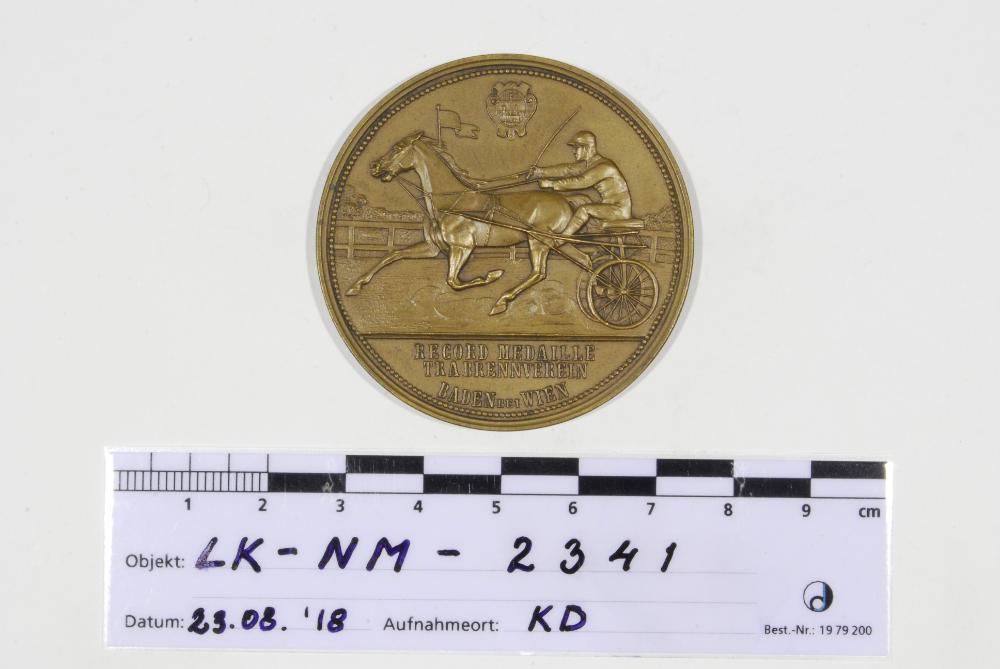 RECORD MEDAILLE
TRABRENNVEREIN
BADEN BEI WIEN
1 2 3 4 5 6 7 8 9 cm
Objekt: LK-NM-2341
Datum: 23.08. '18 Aufnahmeort: KD
Best.-Nr.: 19 79 200